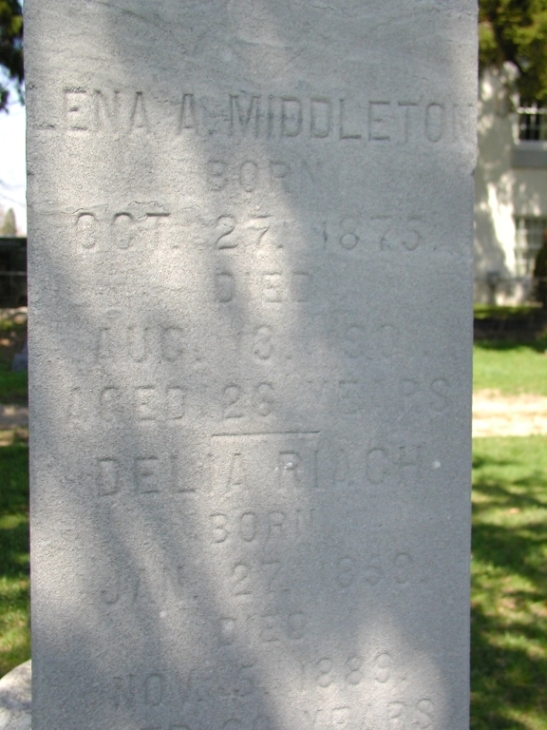 LENA A. MIDDLETON
BORN
OCT. 27. 1875.
DIED
AUG. 13.
AGED 26 YEARS
DELIA RIACH
BORN
JAN. 27.
DIED
NOV. 5. 1889.
YEARS